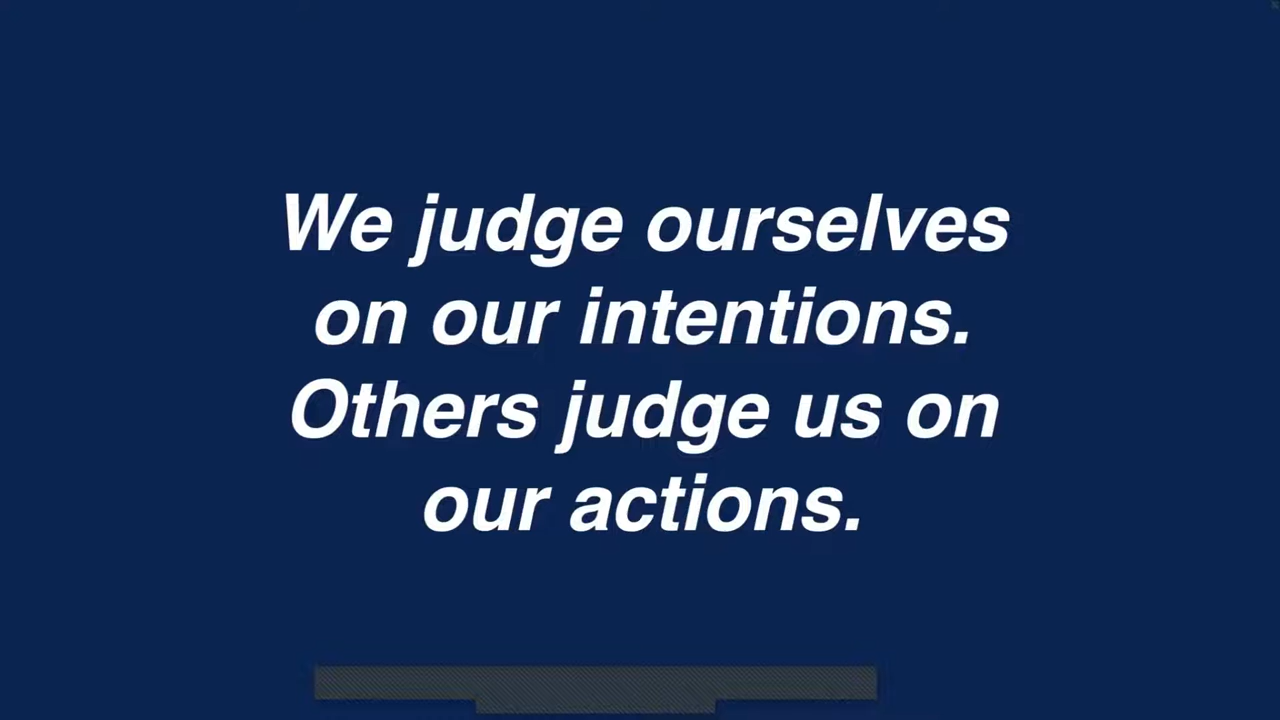 We judge ourselves
on our intentions.
Others judge us on
our actions.